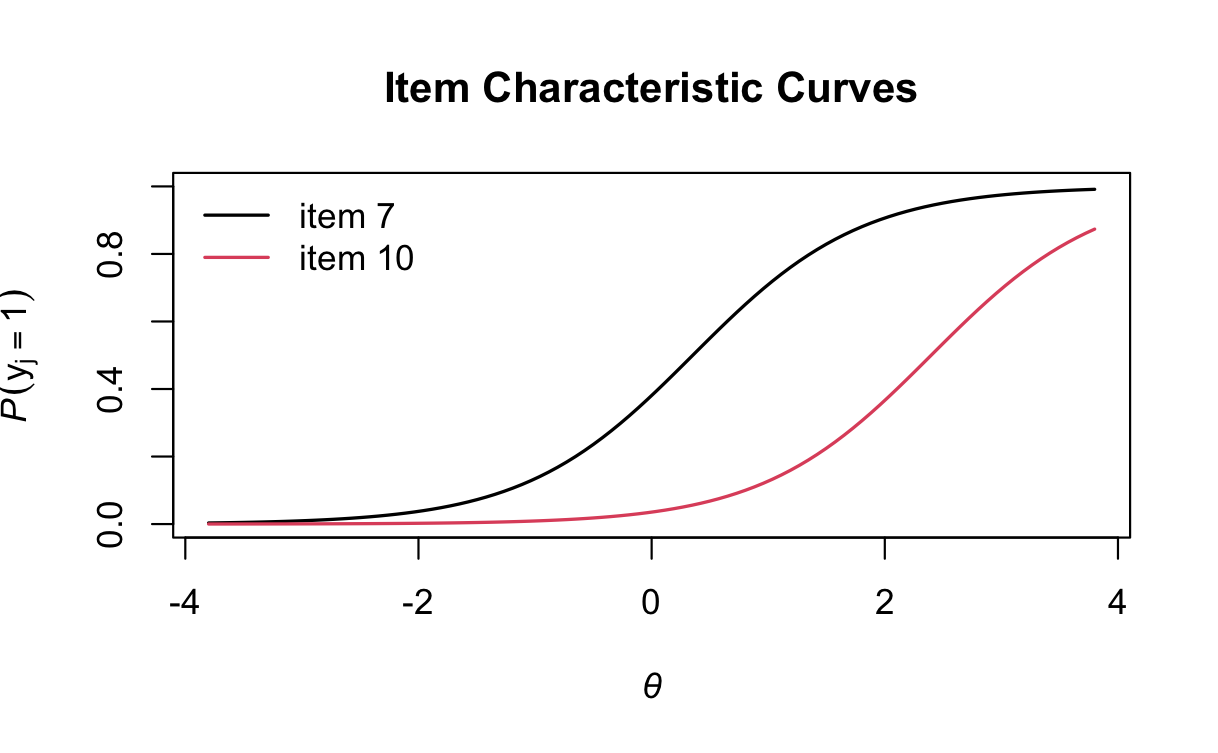 Item Characteristic Curves
item 7
item 10
P(yj = 1)
0.8
0.4
0.0
-4 -2 0 2 4
θ